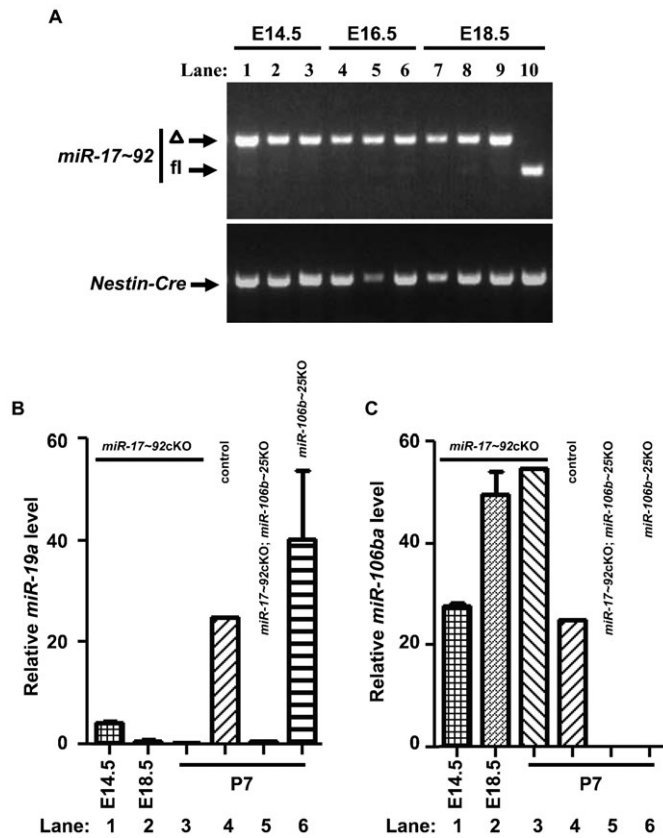 A
E14.5 E16.5 E18.5
Lane: 1 2 3 4 5 6 7 8 9 10
miR-17~92
Δ
fl
Nestin-Cre
B
miR-17~92cKO
control
miR-17~92cKO; miR-106b~25KO
miR-106b~25KO
Relative miR-19a level
60
40
20
0
E14.5
E18.5
P7
Lane: 1 2 3 4 5 6
C
miR-17~92cKO
control
miR-17~92cKO; miR-106b~25KO
miR-106b~25KO
Relative miR-106ba level
60
40
20
0
E14.5
E18.5
P7
Lane: 1 2 3 4 5 6